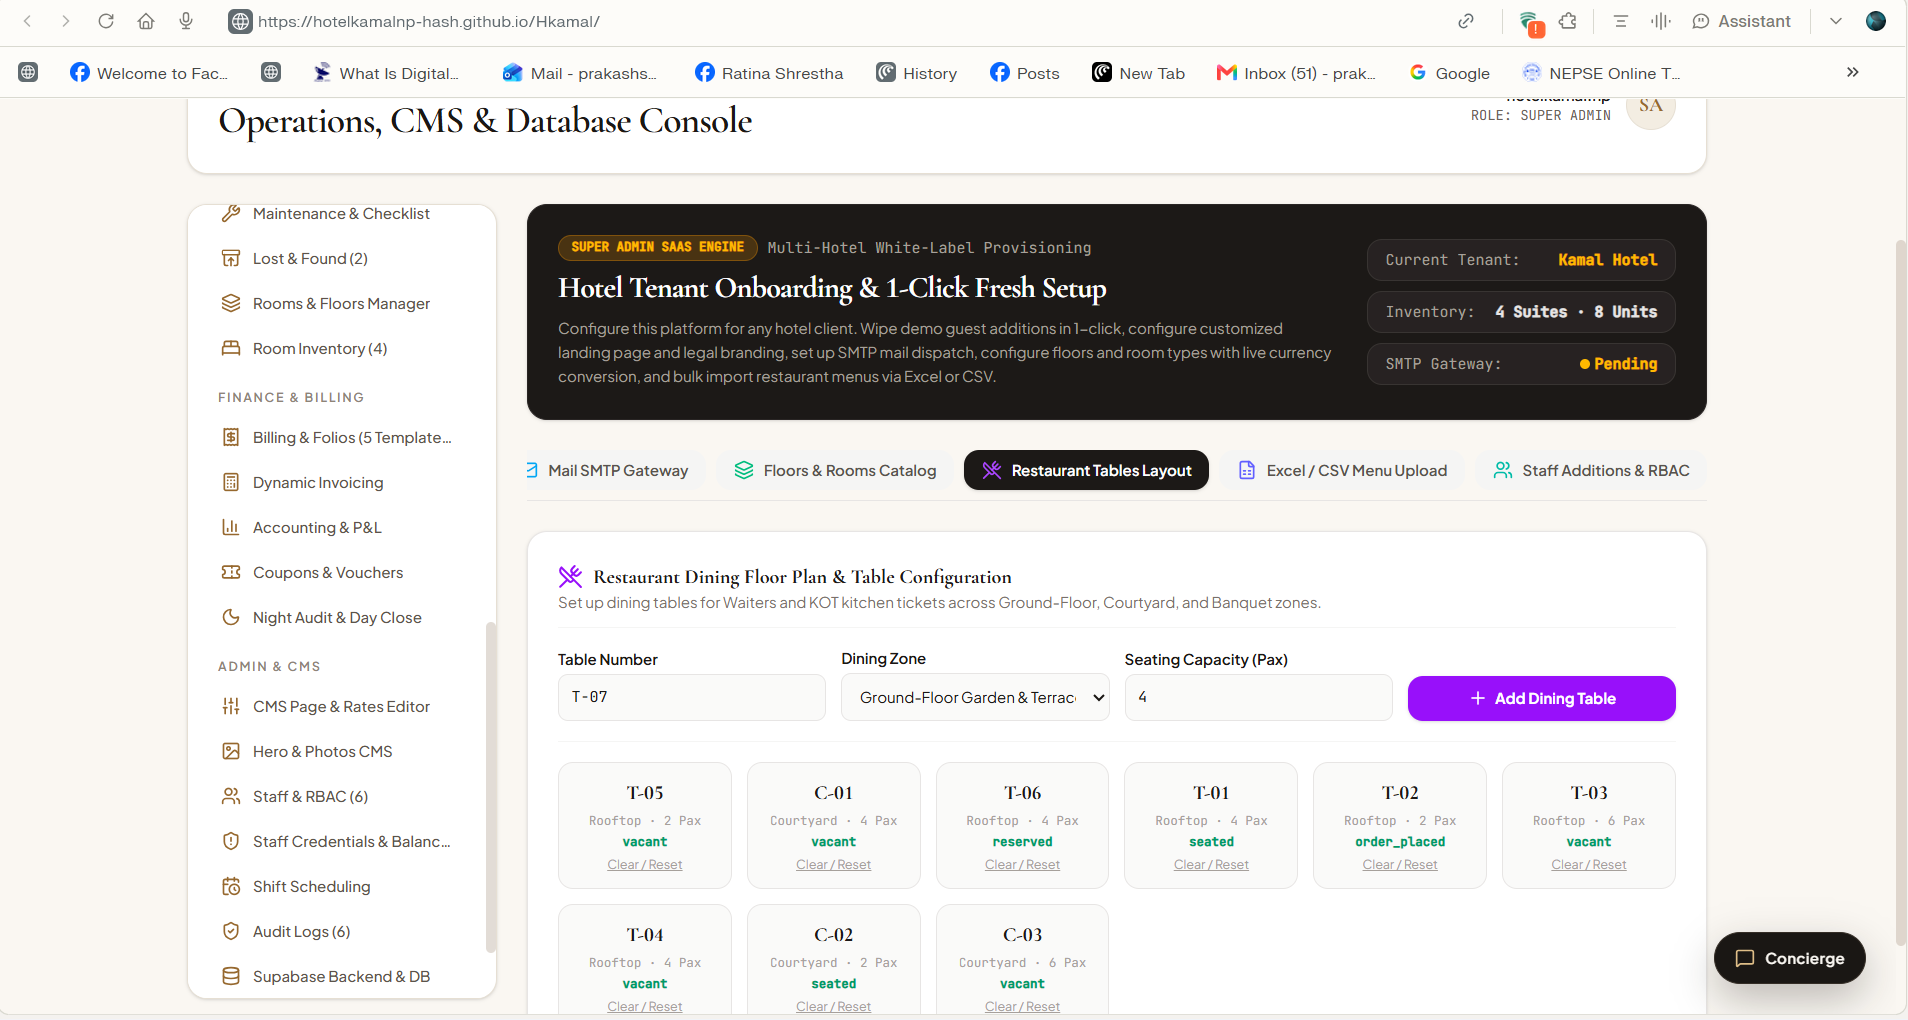 https://hotelkamalnp-hash.github.io/Hkamal/
Assistant
Welcome to Fac...
What Is Digital...
Mail - prakashs...
Ratina Shrestha
History
Posts
New Tab
Inbox (51) - prak...
Google
NEPSE Online T...
Operations, CMS & Database Console
hotelkamalnp
ROLE: SUPER ADMIN
SA
Maintenance & Checklist
Lost & Found (2)
Rooms & Floors Manager
Room Inventory (4)
FINANCE & BILLING
Billing & Folios (5 Template...
Dynamic Invoicing
Accounting & P&L
Coupons & Vouchers
Night Audit & Day Close
ADMIN & CMS
CMS Page & Rates Editor
Hero & Photos CMS
Staff & RBAC (6)
Staff Credentials & Balanc...
Shift Scheduling
Audit Logs (6)
Supabase Backend & DB
SUPER ADMIN SAAS ENGINE
Multi-Hotel White-Label Provisioning
Hotel Tenant Onboarding & 1-Click Fresh Setup
Configure this platform for any hotel client. Wipe demo guest additions in 1-click, configure customized
landing page and legal branding, set up SMTP mail dispatch, configure floors and room types with live currency
conversion, and bulk import restaurant menus via Excel or CSV.
Current Tenant: Kamal Hotel
Inventory: 4 Suites · 8 Units
SMTP Gateway: Pending
Mail SMTP Gateway
Floors & Rooms Catalog
Restaurant Tables Layout
Excel / CSV Menu Upload
Staff Additions & RBAC
Restaurant Dining Floor Plan & Table Configuration
Set up dining tables for Waiters and KOT kitchen tickets across Ground-Floor, Courtyard, and Banquet zones.
Table Number
T-07
Dining Zone
Ground-Floor Garden & Terrac
Seating Capacity (Pax)
4
+ Add Dining Table
T-05
Rooftop · 2 Pax
vacant
Clear / Reset
C-01
Courtyard · 4 Pax
vacant
Clear / Reset
T-06
Rooftop · 4 Pax
reserved
Clear / Reset
T-01
Rooftop · 4 Pax
seated
Clear / Reset
T-02
Rooftop · 2 Pax
order_placed
Clear / Reset
T-03
Rooftop · 6 Pax
vacant
Clear / Reset
T-04
Rooftop · 4 Pax
vacant
Clear / Reset
C-02
Courtyard · 2 Pax
seated
Clear / Reset
C-03
Courtyard · 6 Pax
vacant
Clear / Reset
Concierge